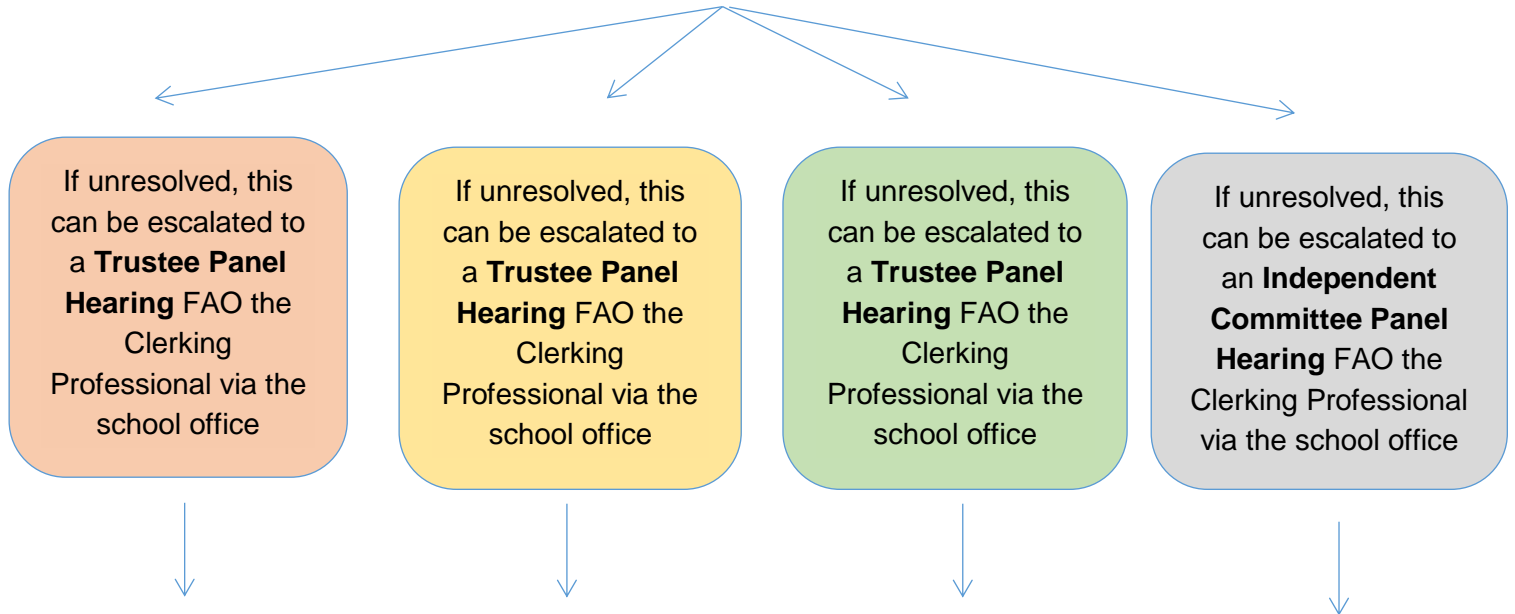 If unresolved, this
can be escalated to
a Trustee Panel
Hearing FAO the
Clerking
Professional via the
school office
If unresolved, this
can be escalated to
a Trustee Panel
Hearing FAO the
Clerking
Professional via the
school office
If unresolved, this
can be escalated to
a Trustee Panel
Hearing FAO the
Clerking
Professional via the
school office
If unresolved, this
can be escalated to
an Independent
Committee Panel
Hearing FAO the
Clerking Professional
via the school office